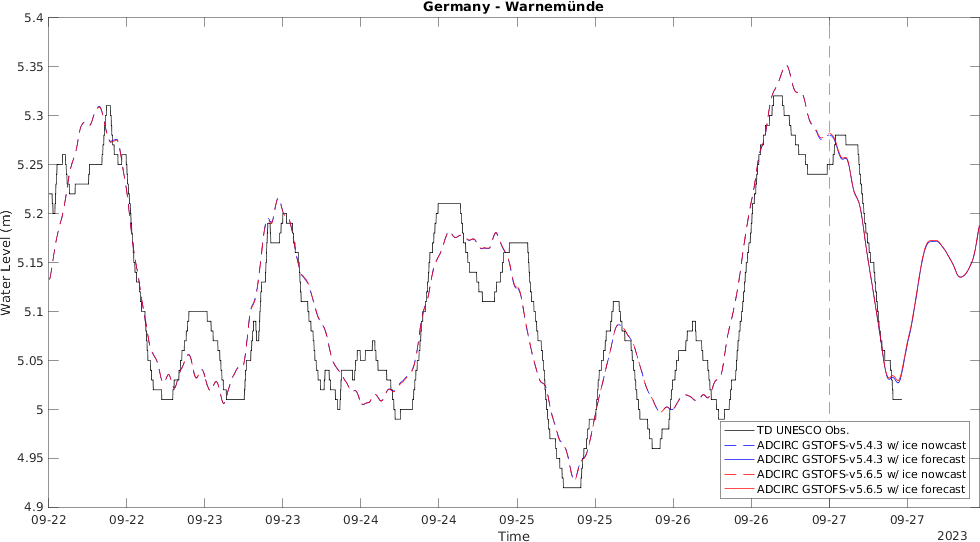 Germany - Warnemünde
5.4
5.35
5.3
5.25
5.2
5.15
5.1
5.05
5
4.95
4.9
Water Level (m)
TD UNESCO Obs.
ADCIRC GSTOFS-v5.4.3 w/ ice nowcast
ADCIRC GSTOFS-v5.4.3 w/ ice forecast
ADCIRC GSTOFS-v5.6.5 w/ ice nowcast
ADCIRC GSTOFS-v5.6.5 w/ ice forecast
09-22 09-22 09-23 09-23 09-24 09-24 09-25 09-25 09-26 09-26 09-27 09-27
Time
2023